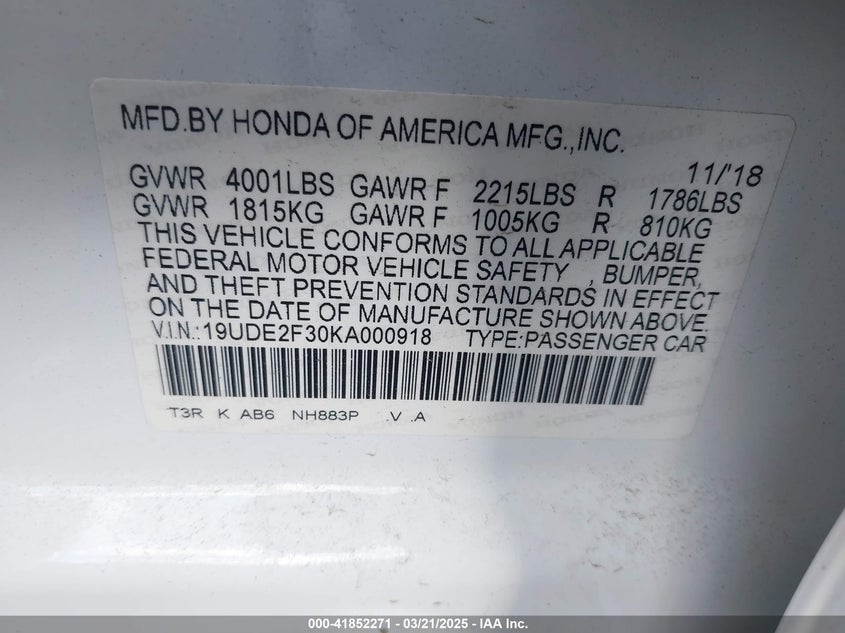 MFD.BY HONDA OF AMERICA MFG.,INC.
11/'18
GVWR 4001LBS GAWR F 2215LBS R 1786LBS
GVWR 1815KG GAWR F 1005KG R 810KG
THIS VEHICLE CONFORMS TO ALL APPLICABLE
FEDERAL MOTOR VEHICLE SAFETY , BUMPER,
AND THEFT PREVENTION STANDARDS IN EFFECT
ON THE DATE OF MANUFACTURE SHOWN ABOVE.
V.I.N.:19UDE2F30KA000918 TYPE:PASSENGER CAR
T3R K AB6 NH883P .V .A
000-41852271 — 03/21/2025 — IAA Inc.